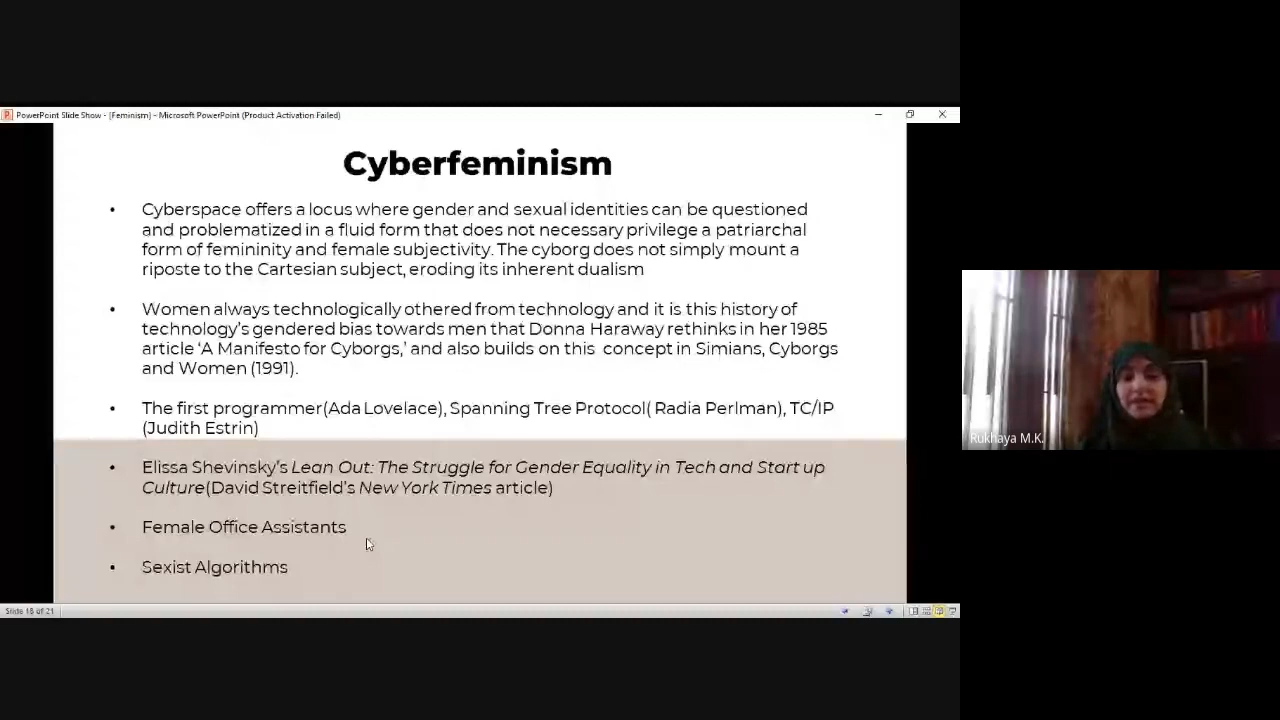 PowerPoint Slide Show - [Feminism] - Microsoft PowerPoint (Product Activation Failed)
Cyberfeminism
• Cyberspace offers a locus where gender and sexual identities can be questioned
and problematized in a fluid form that does not necessary privilege a patriarchal
form of femininity and female subjectivity. The cyborg does not simply mount a
riposte to the Cartesian subject, eroding its inherent dualism
• Women always technologically othered from technology and it is this history of
technology's gendered bias towards men that Donna Haraway rethinks in her 1985
article 'A Manifesto for Cyborgs,' and also builds on this concept in Simians, Cyborgs
and Women (1991).
• The first programmer(Ada Lovelace), Spanning Tree Protocol( Radia Perlman), TC/IP
(Judith Estrin)
• Elissa Shevinsky's Lean Out: The Struggle for Gender Equality in Tech and Start up
Culture(David Streitfield's New York Times article)
• Female Office Assistants
• Sexist Algorithms
Slide 18 of 21
Rukhaya M.K.